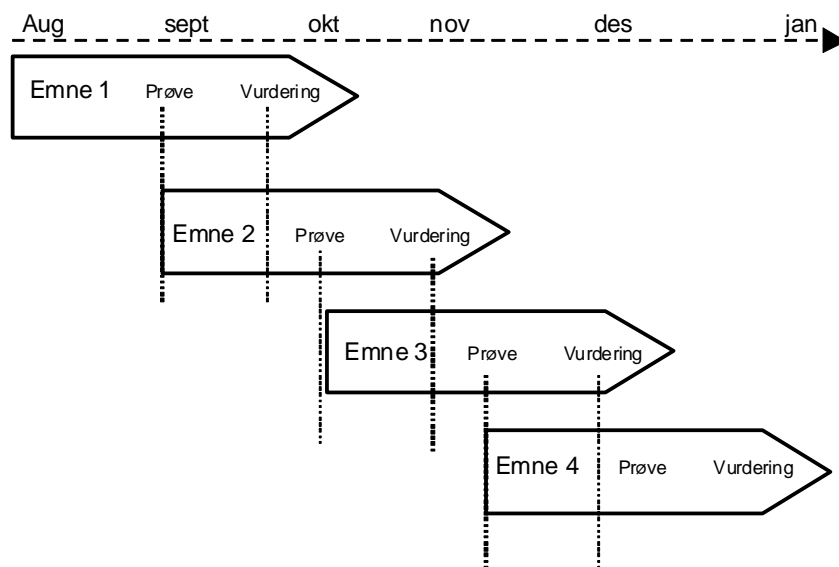 Aug sept okt nov des jan
Emne 1 Prøve Vurdering
Emne 2 Prøve Vurdering
Emne 3 Prøve Vurdering
Emne 4 Prøve Vurdering